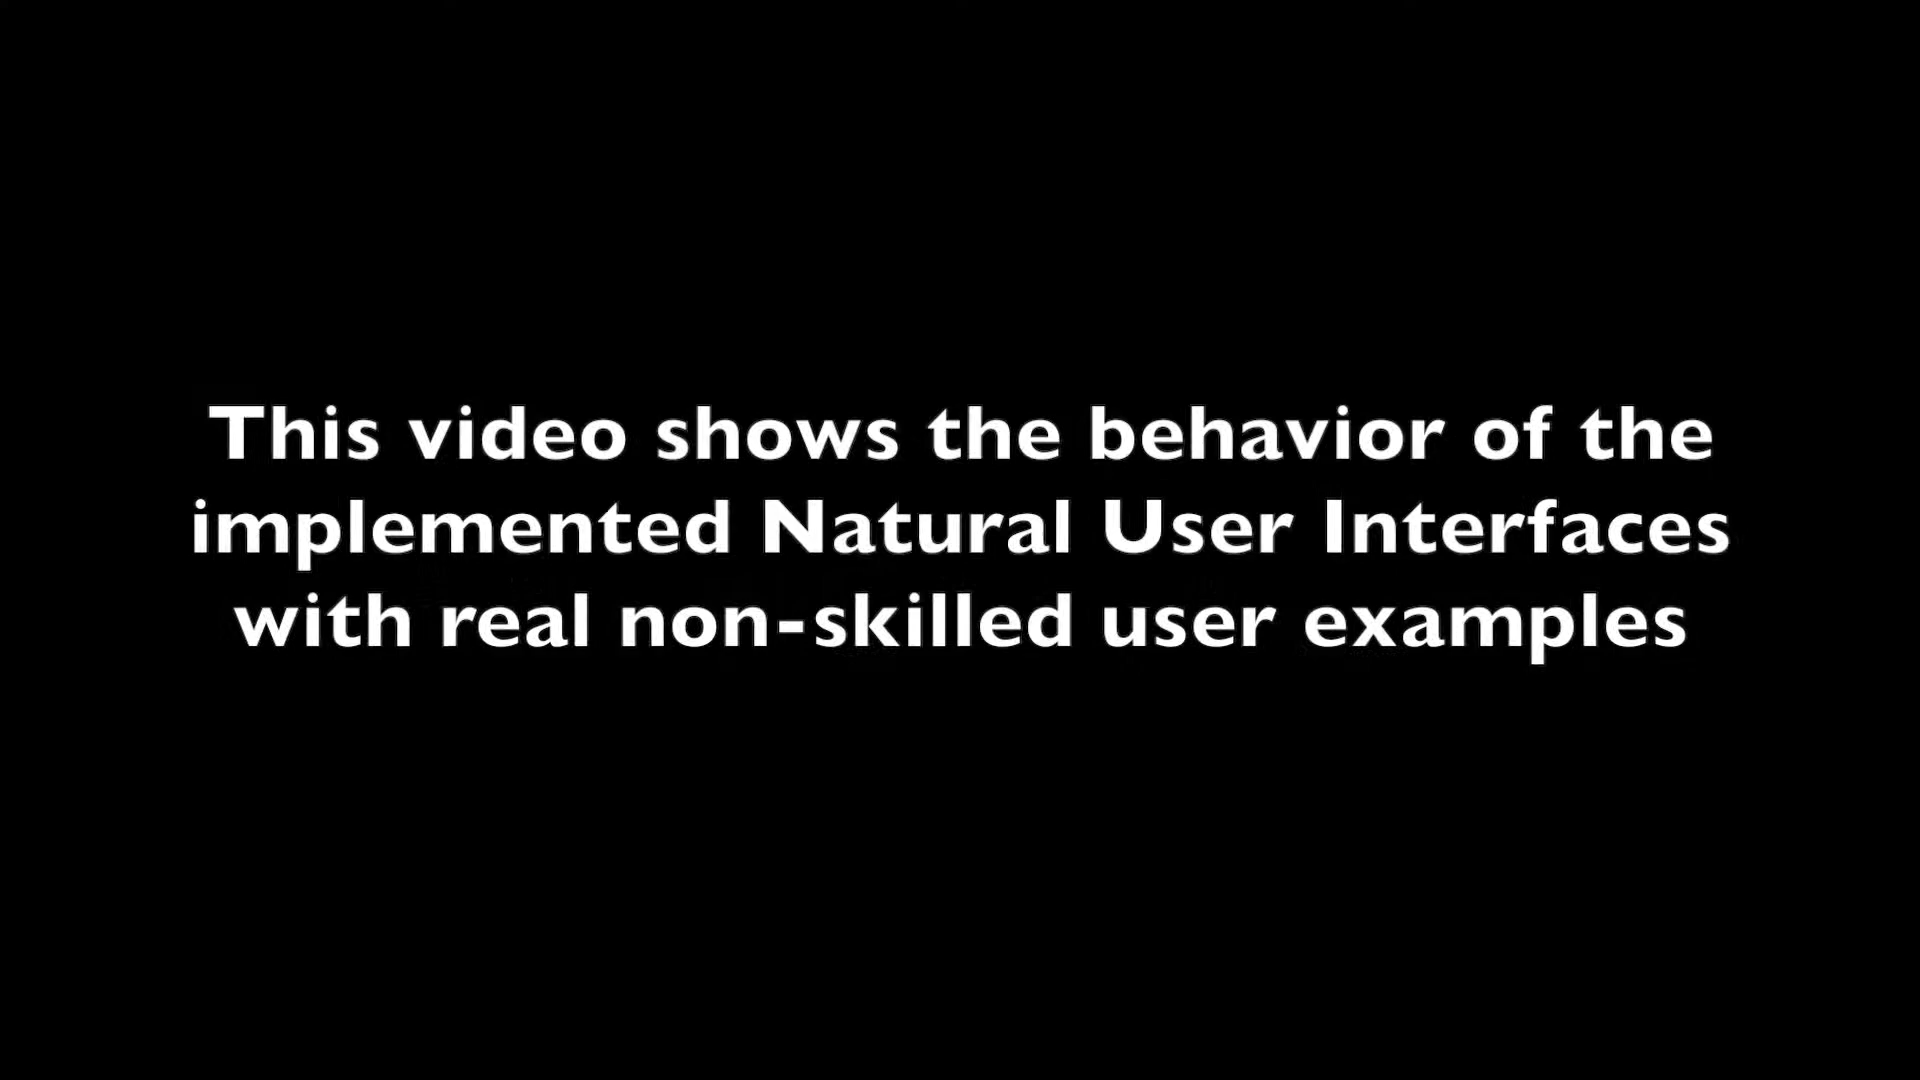 This video shows the behavior of the
implemented Natural User Interfaces
with real non-skilled user examples